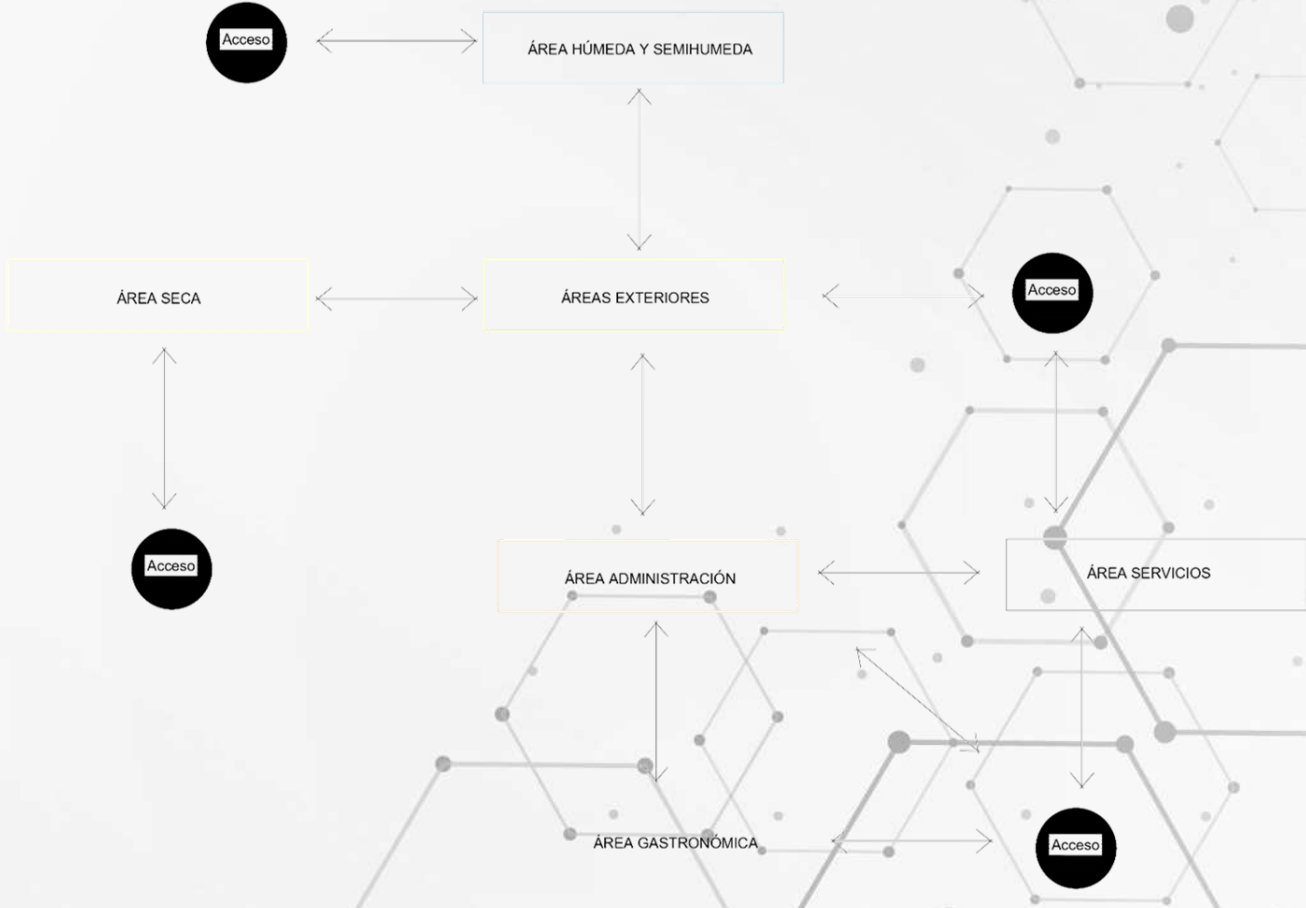 Acceso
ÁREA HÚMEDA Y SEMIHUMEDA
ÁREA SECA
ÁREAS EXTERIORES
Acceso
Acceso
ÁREA ADMINISTRACIÓN
ÁREA SERVICIOS
ÁREA GASTRONÓMICA
Acceso